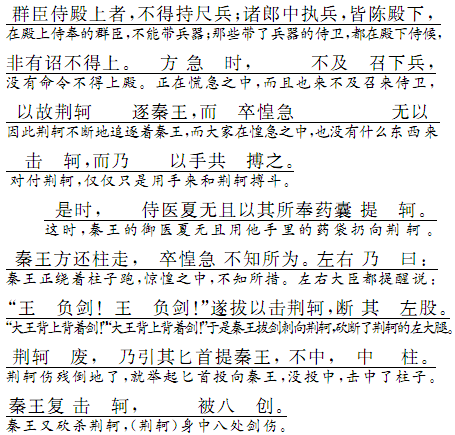 群臣侍殿上者，不得持尺兵；诸郎中执兵，皆陈殿下，
在殿上侍奉的群臣，不能带兵器；那些带了兵器的侍卫，都在殿下侍候，
非有诏不得上。 方急 时， 不及 召下兵，
没有命令不得上殿。正在慌急之中，而且也来不及召来侍卫，
以故荆轲 逐秦王，而 卒惶急 无以
因此荆轲不断地追逐着秦王，而大家在惶急之中，也没有什么东西来
击 轲，而乃 以手共 搏之。
对付荆轲，仅仅只是用手来和荆轲搏斗。
是时， 侍医夏无且以其所奉药囊 提 轲。
这时，秦王的御医夏无且用他手里的药袋扔向荆轲。
秦王方还柱走， 卒惶急 不知所为。左右 乃 曰：
秦王正绕着柱子跑，惊惶之中，不知所措。左右大臣都提醒说：
“王 负剑！王 负剑！”遂拔以击荆轲，断 其 左股。
“大王背上背着剑！”“大王背上背着剑！”于是秦王拔剑刺向荆轲，砍断了荆轲的左大腿。
荆轲 废， 乃引其匕首提秦王，不中，中 柱。
荆轲伤残倒地了，就举起匕首投向秦王，没投中，击中了柱子。
秦王复 击 轲， 被八 创。
秦王又砍杀荆轲，（荆轲）身中八处剑伤。